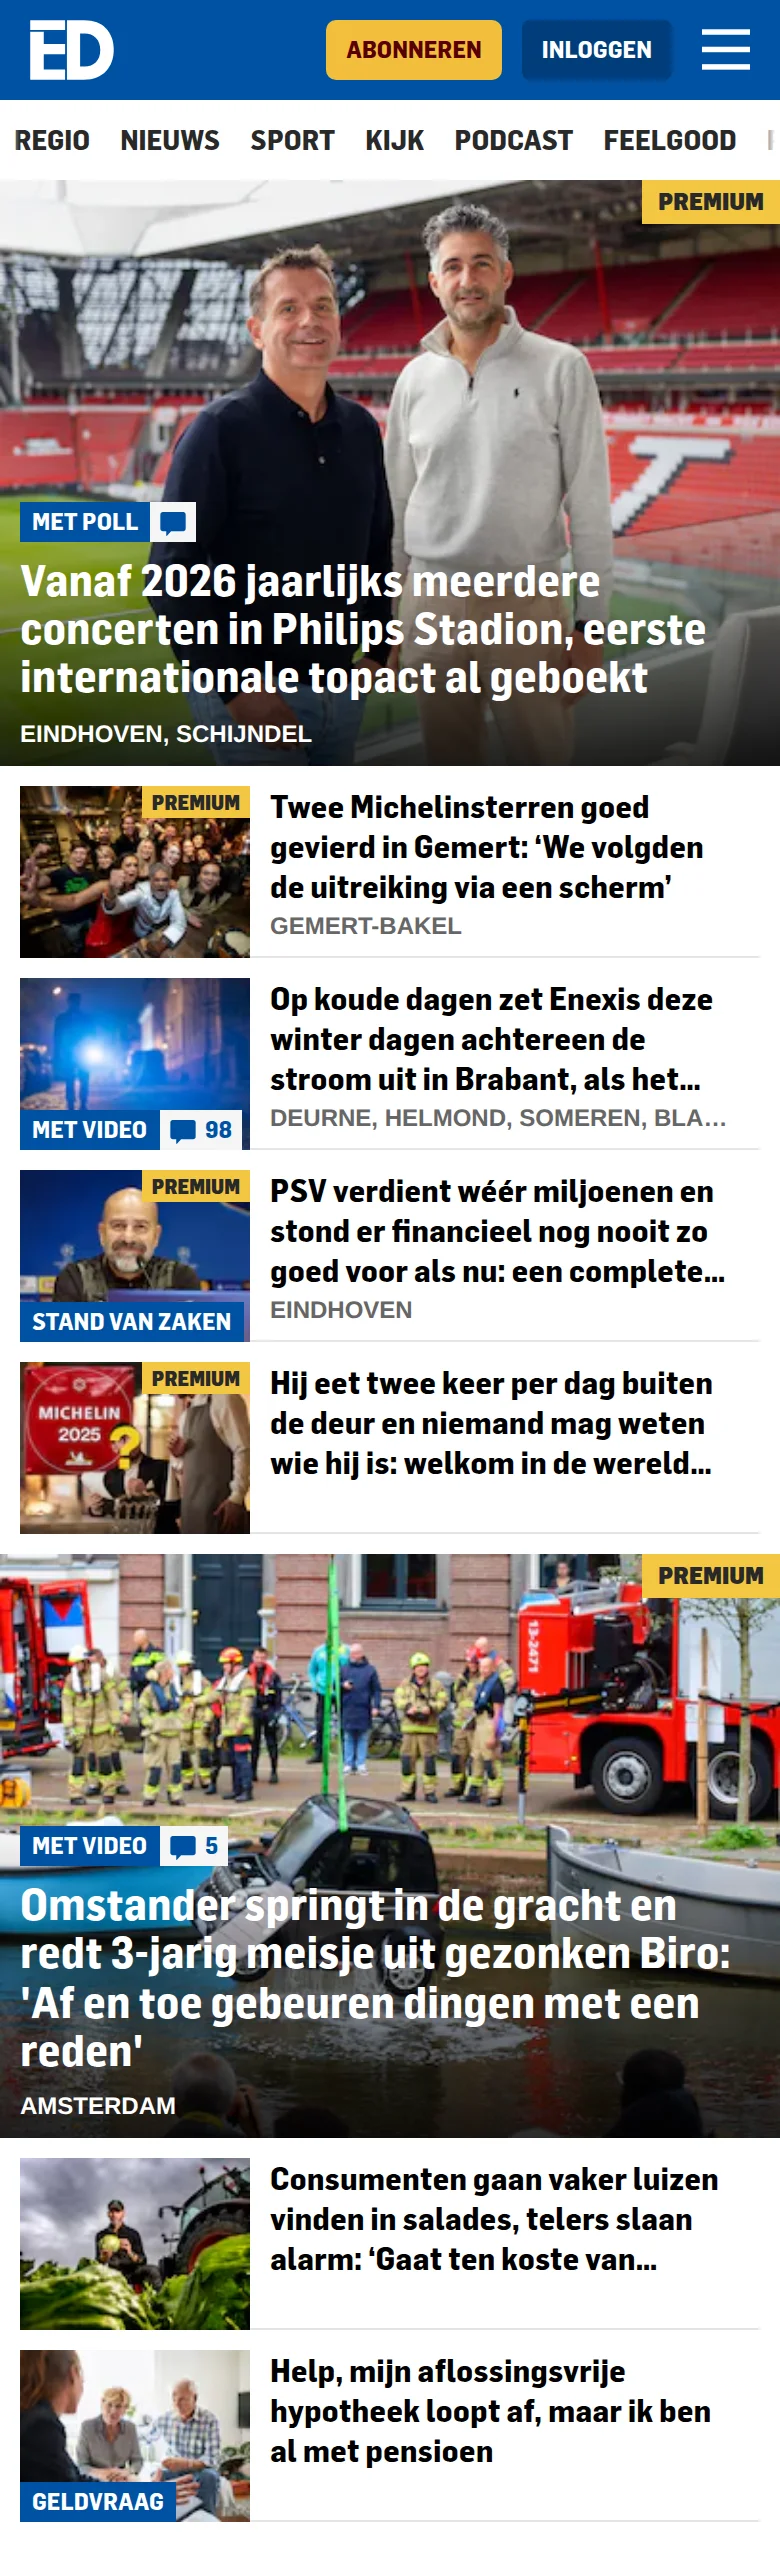 ED
ABONNEREN
INLOGGEN
REGIO NIEUWS SPORT KIJK PODCAST FEELGOOD
PREMIUM
MET POLL
Vanaf 2026 jaarlijks meerdere
concerten in Philips Stadion, eerste
internationale topact al geboekt
EINDHOVEN, SCHIJNDEL
PREMIUM
Twee Michelinsterren goed
gevierd in Gemert: ‘We volgden
de uitreiking via een scherm’
GEMERT-BAKEL
MET VIDEO 98
Op koude dagen zet Enexis deze
winter dagen achtereen de
stroom uit in Brabant, als het...
DEURNE, HELMOND, SOMEREN, BLA...
PREMIUM
STAND VAN ZAKEN
PSV verdient wéér miljoenen en
stond er financieel nog nooit zo
goed voor als nu: een complete...
EINDHOVEN
PREMIUM
MICHELIN
2025
?
Hij eet twee keer per dag buiten
de deur en niemand mag weten
wie hij is: welkom in de wereld...
PREMIUM
13-2471
MET VIDEO 5
Omstander springt in de gracht en
redt 3-jarig meisje uit gezonken Biro:
'Af en toe gebeuren dingen met een
reden'
AMSTERDAM
Consumenten gaan vaker luizen
vinden in salades, telers slaan
alarm: ‘Gaat ten koste van...
GELDVRAAG
Help, mijn aflossingsvrije
hypotheek loopt af, maar ik ben
al met pensioen